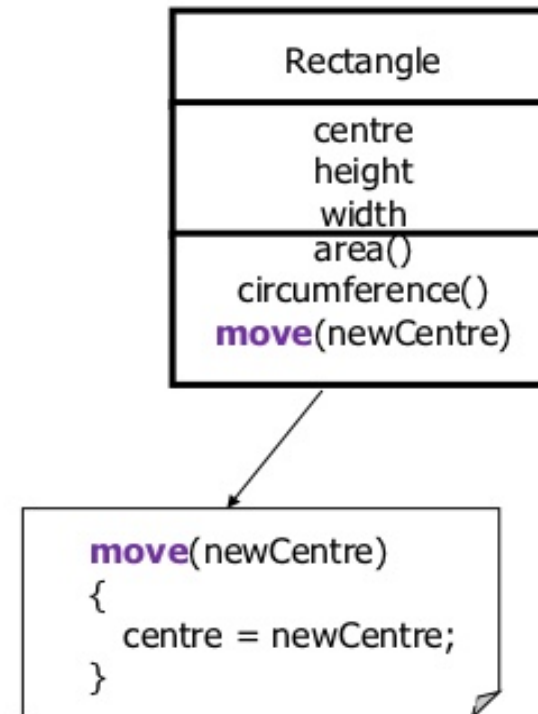 Rectangle
centre
height
width
area()
circumference()
move(newCentre)
move(newCentre)
{
centre = newCentre;
}